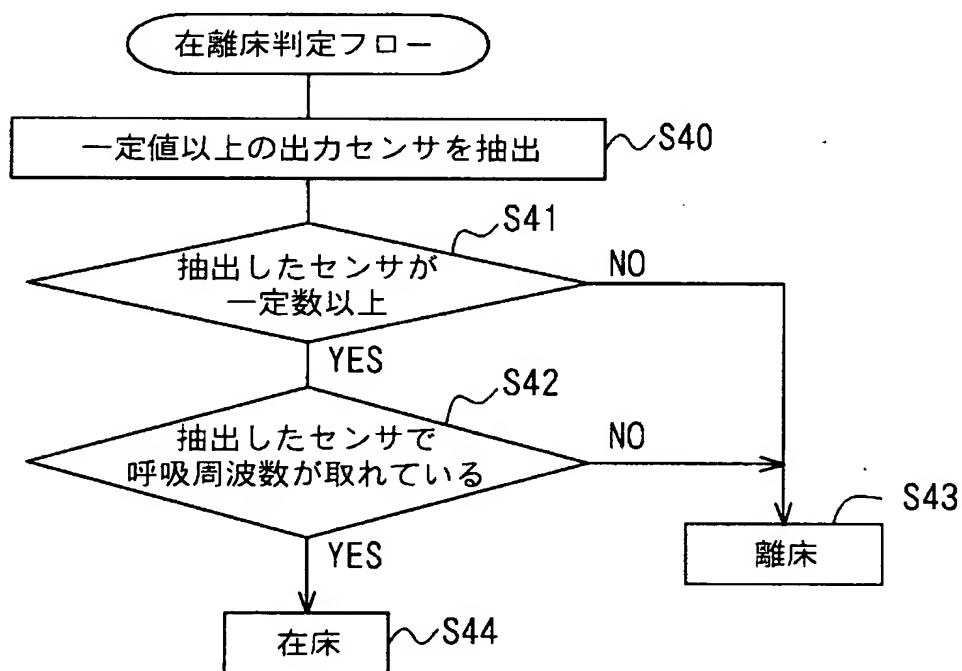 在離床判定フロー
一定値以上の出力センサを抽出
S40
S41
抽出したセンサが
一定数以上
NO
YES
S42
抽出したセンサで
呼吸周波数が取れている
NO
YES
S43
離床
在床
S44